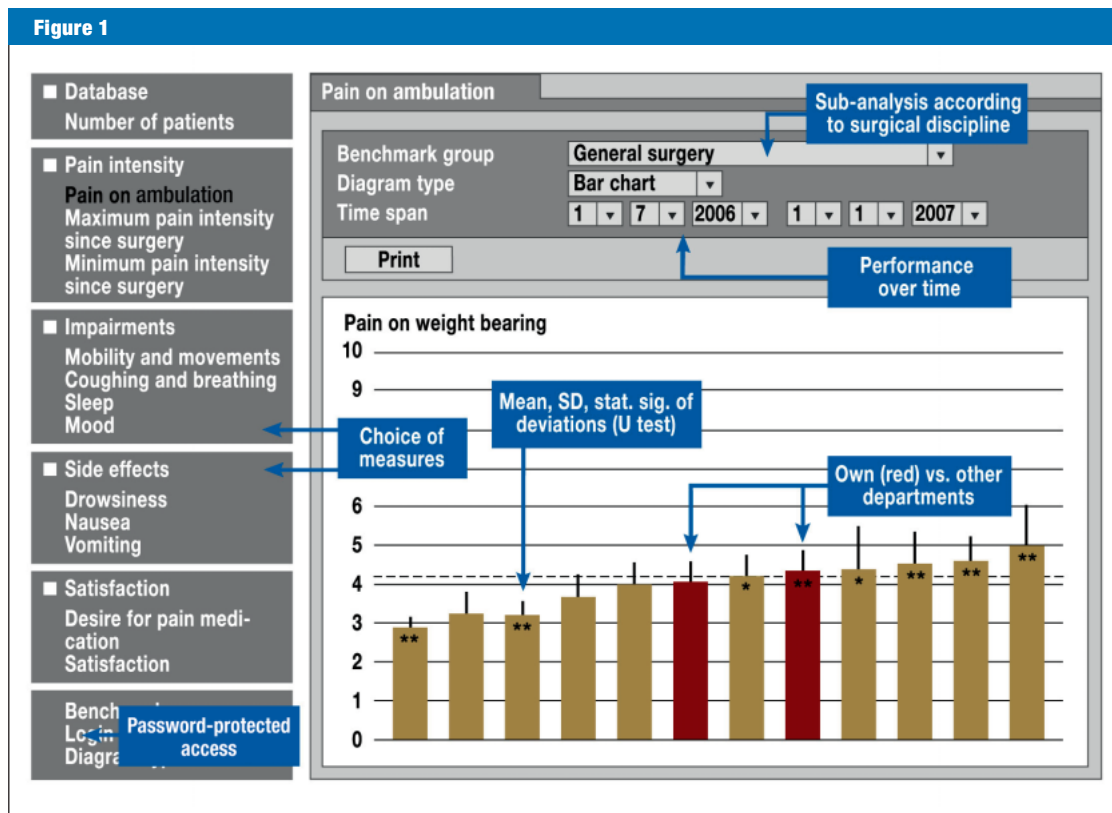 Figure 1
■ Database
Number of patients
■ Pain intensity
Pain on ambulation
Maximum pain intensity
since surgery
Minimum pain intensity
since surgery
■ Impairments
Mobility and movements
Coughing and breathing
Sleep
Mood
■ Side effects
Drowsiness
Nausea
Vomiting
■ Satisfaction
Desire for pain medi-
cation
Satisfaction
Password-protected
access
Choice of
measures
Pain on ambulation
Sub-analysis according
to surgical discipline
Benchmark group
General surgery
Diagram type
Bar chart
Time span
1 7 2006 1 1 2007
Print
Performance
over time
Pain on weight bearing
Mean, SD, stat. sig. of
deviations (U test)
Own (red) vs. other
departments
10
9
6
5
4
3
2
1
0
** ** * ** * ** ** **